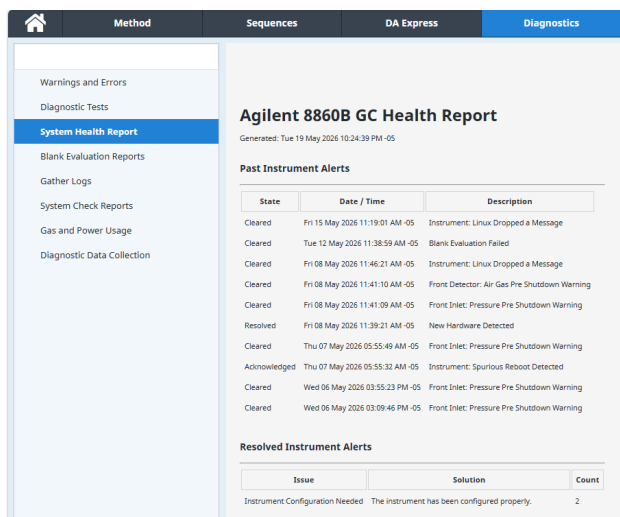 Method Sequences DA Express Diagnostics
Warnings and Errors
Diagnostic Tests
System Health Report
Blank Evaluation Reports
Gather Logs
System Check Reports
Gas and Power Usage
Diagnostic Data Collection
Agilent 8860B GC Health Report
Generated: Tue 19 May 2026 10:24:39 PM -05
Past Instrument Alerts
State Date / Time Description
Cleared Fri 15 May 2026 11:19:01 AM -05 Instrument: Linux Dropped a Message
Cleared Tue 12 May 2026 11:38:59 AM -05 Blank Evaluation Failed
Cleared Fri 08 May 2026 11:46:21 AM -05 Instrument: Linux Dropped a Message
Cleared Fri 08 May 2026 11:41:10 AM -05 Front Detector: Air Gas Pre Shutdown Warning
Cleared Fri 08 May 2026 11:41:09 AM -05 Front Inlet: Pressure Pre Shutdown Warning
Resolved Fri 08 May 2026 11:39:21 AM -05 New Hardware Detected
Cleared Thu 07 May 2026 05:55:49 AM -05 Front Inlet: Pressure Pre Shutdown Warning
Acknowledged Thu 07 May 2026 05:55:32 AM -05 Instrument: Spurious Reboot Detected
Cleared Wed 06 May 2026 03:55:23 PM -05 Front Inlet: Pressure Pre Shutdown Warning
Cleared Wed 06 May 2026 03:09:46 PM -05 Front Inlet: Pressure Pre Shutdown Warning
Resolved Instrument Alerts
Issue Solution Count
Instrument Configuration Needed The instrument has been configured properly. 2